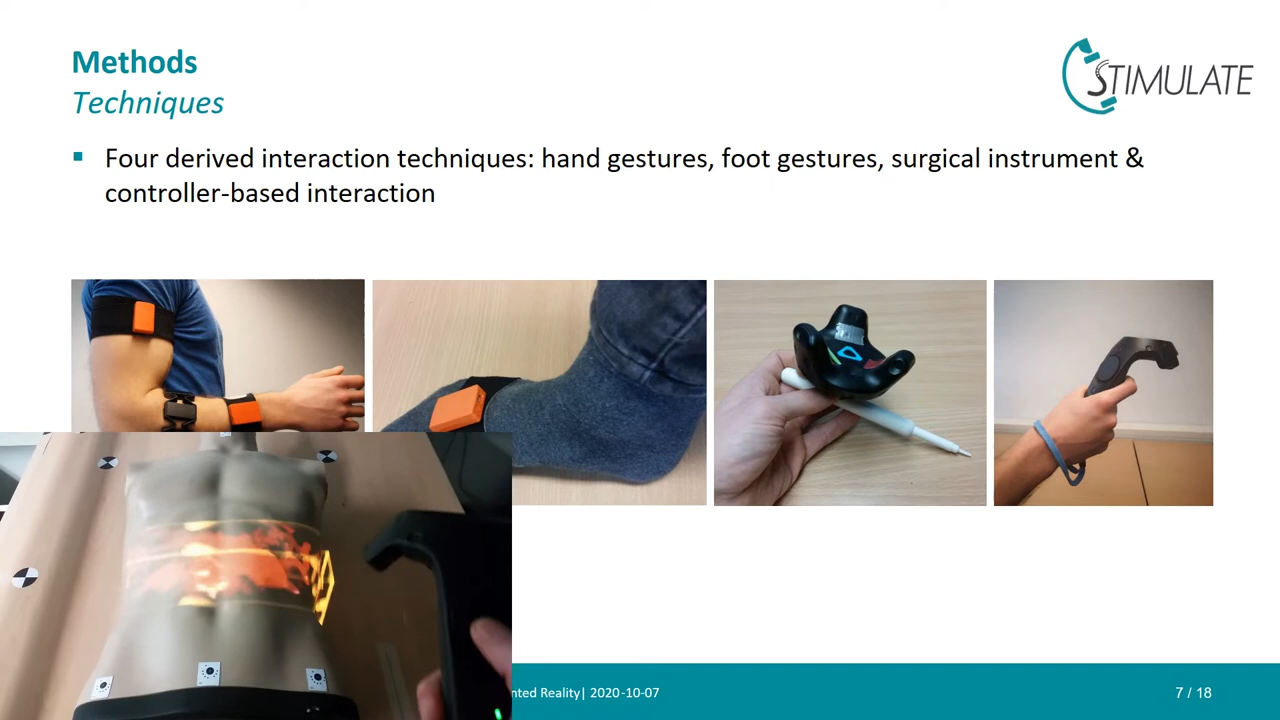 Methods
Techniques
STIMULATE
Four derived interaction techniques: hand gestures, foot gestures, surgical instrument &
controller-based interaction
Reality| 2020-10-07
7 / 18